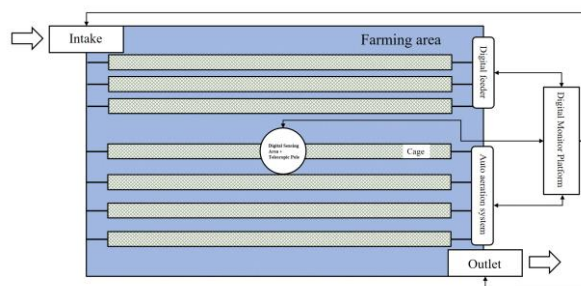 Intake
Farming area
Digital feeder
Digital Sensing
Area +
Telescopic Pole
Cage
Digital Monitor Platform
Auto aeration system
Outlet